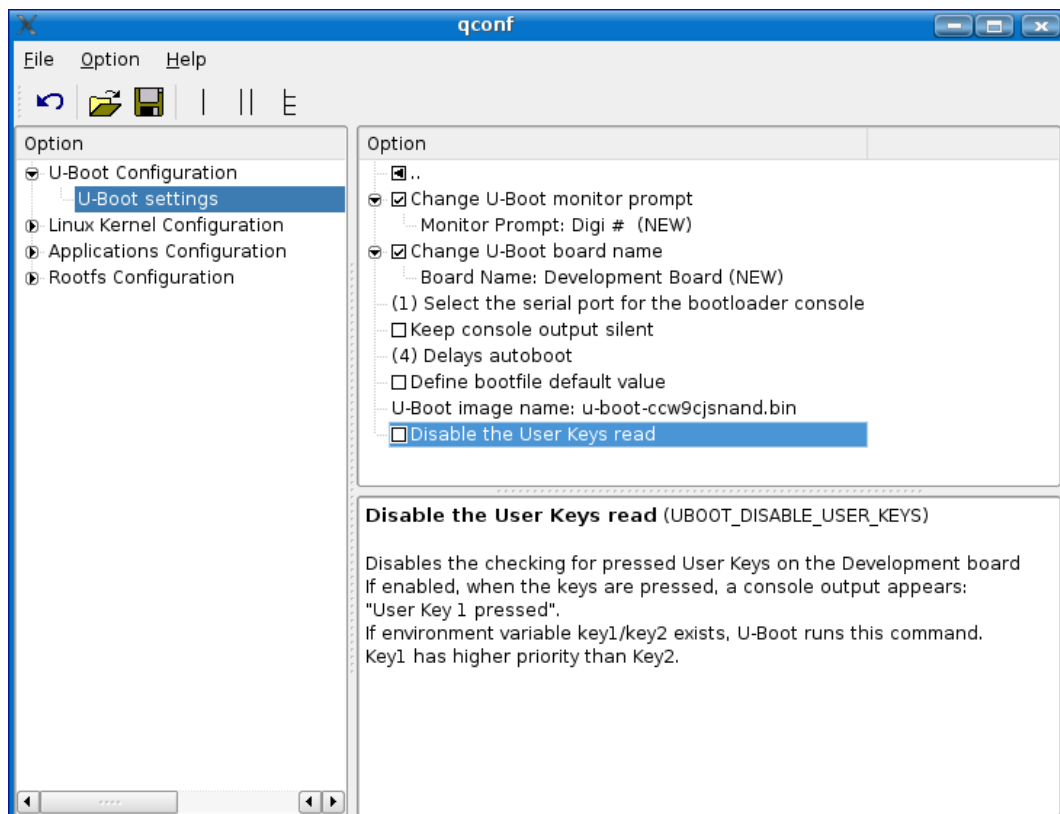 qconf
File Option Help
Option
U-Boot Configuration
U-Boot settings
Linux Kernel Configuration
Applications Configuration
Rootfs Configuration
Option
..
Change U-Boot monitor prompt
Monitor Prompt: Digi # (NEW)
Change U-Boot board name
Board Name: Development Board (NEW)
(1) Select the serial port for the bootloader console
Keep console output silent
(4) Delays autoboot
Define bootfile default value
U-Boot image name: u-boot-ccw9cjsnand.bin
Disable the User Keys read
Disable the User Keys read (UBOOT_DISABLE_USER_KEYS)
Disables the checking for pressed User Keys on the Development board
If enabled, when the keys are pressed, a console output appears:
"User Key 1 pressed".
If environment variable key1/key2 exists, U-Boot runs this command.
Key1 has higher priority than Key2.